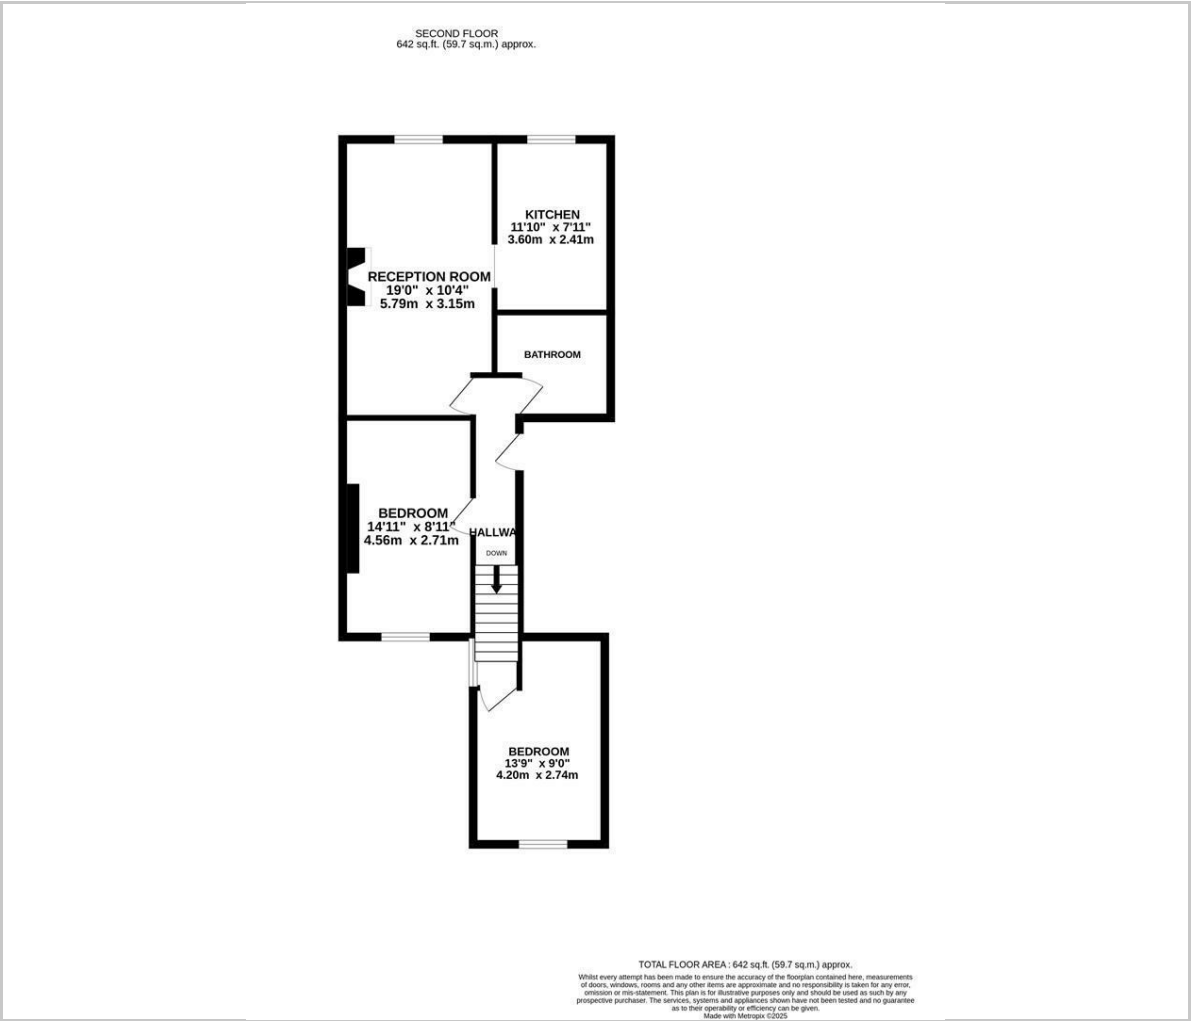 SECOND FLOOR
642 sq.ft. (59.7 sq.m.) approx.
KITCHEN
11'10" x 7'11"
3.60m x 2.41m
RECEPTION ROOM
19'0" x 10'4"
5.79m x 3.15m
BATHROOM
BEDROOM
14'11" x 8'11"
4.56m x 2.71m
HALLWA
DOWN
BEDROOM
13'9" x 9'0"
4.20m x 2.74m
TOTAL FLOOR AREA : 642 sq.ft. (59.7 sq.m.) approx.
Whilst every attempt has been made to ensure the accuracy of the floorplan contained here, measurements
of doors, windows, rooms and any other items are approximate and no responsibility is taken for any error,
omission or mis-statement. This plan is for illustrative purposes only and should be used as such by any
prospective purchaser. The services, systems and appliances shown have not been tested and no guarantee
as to their operability or efficiency can be given.
Made with Metropix ©2025